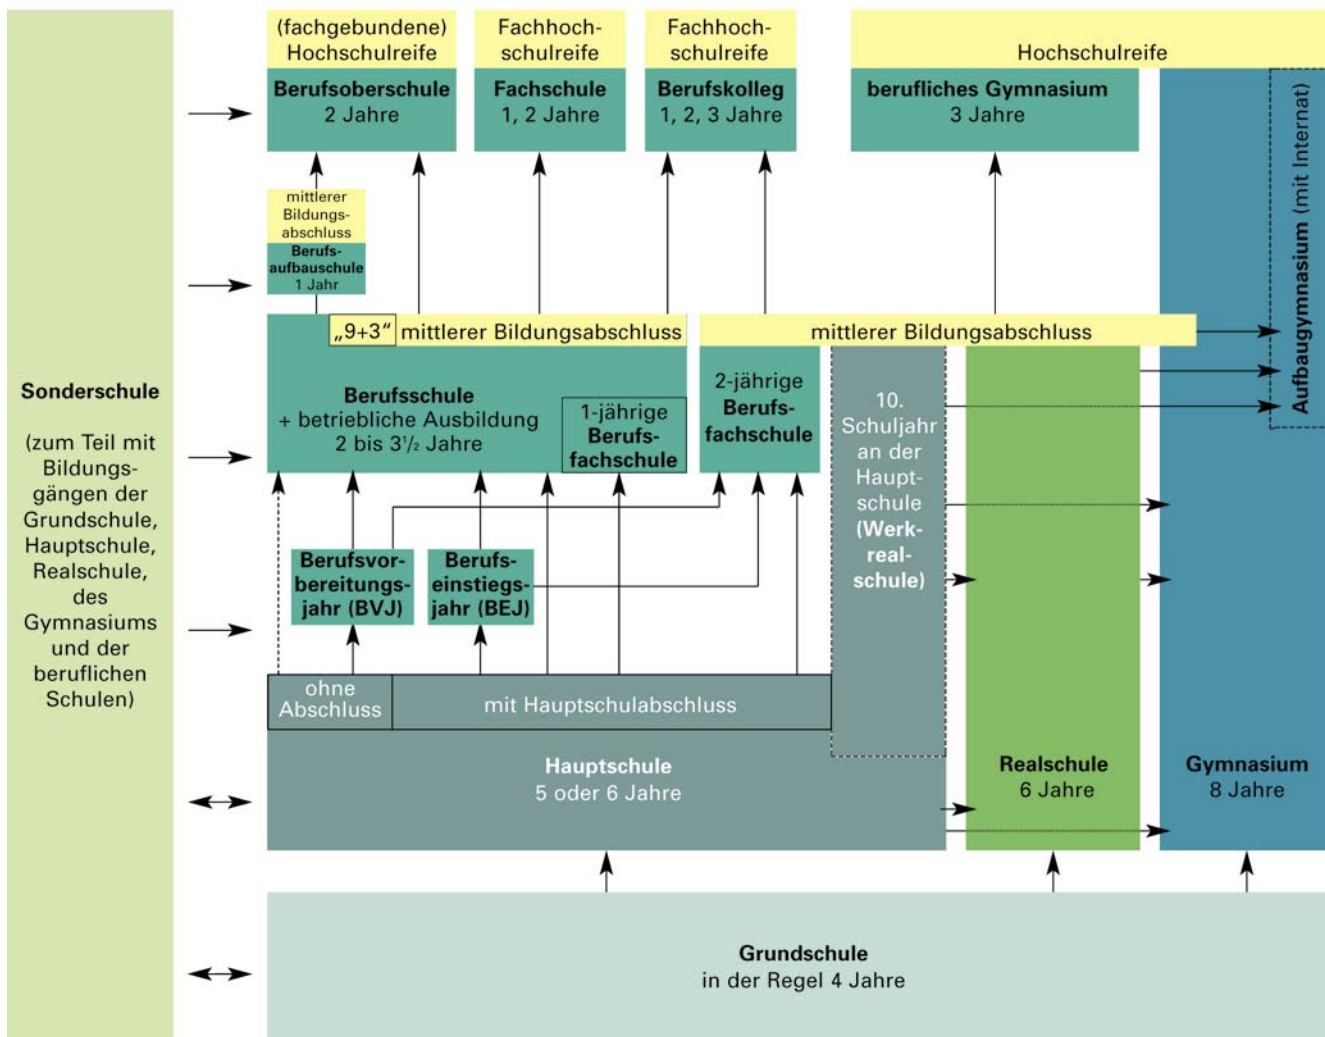 (fachgebundene)
Hochschulreife
Berufsoberschule
2 Jahre
Fachhoch-
schulreife
Fachschule
1, 2 Jahre
Fachhoch-
schulreife
Berufskolleg
1, 2, 3 Jahre
Hochschulreife
berufliches Gymnasium
3 Jahre
Aufbaugymnasium (mit Internat)
mittlerer
Bildungs-
abschluss
Berufs-
aufbauschule
1 Jahr
„9+3“ mittlerer Bildungsabschluss
mittlerer Bildungsabschluss
Sonderschule
(zum Teil mit
Bildungs-
gängen der
Grundschule,
Hauptschule,
Realschule,
des
Gymnasiums
und der
beruflichen
Schulen)
Berufsschule
+ betriebliche Ausbildung
2 bis 3½ Jahre
1-jährige
Berufs-
fachschule
2-jährige
Berufs-
fachschule
10.
Schuljahr
an der
Haupt-
schule
(Werk-
real-
schule)
Berufsvor-
bereitungs-
jahr (BVJ)
Berufs-
einstiegs-
jahr (BEJ)
ohne
Abschluss
mit Hauptschulabschluss
Hauptschule
5 oder 6 Jahre
Realschule
6 Jahre
Gymnasium
8 Jahre
Grundschule
in der Regel 4 Jahre